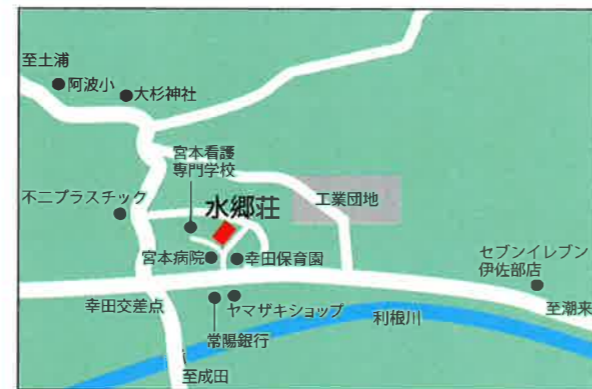 至土浦
阿波小
大杉神社
宮本看護
専門学校
不二プラスチック
水郷荘
工業団地
宮本病院
幸田保育園
セブンイレブン
伊佐部店
幸田交差点
ヤマザキショップ
利根川
至潮来
常陽銀行
至成田